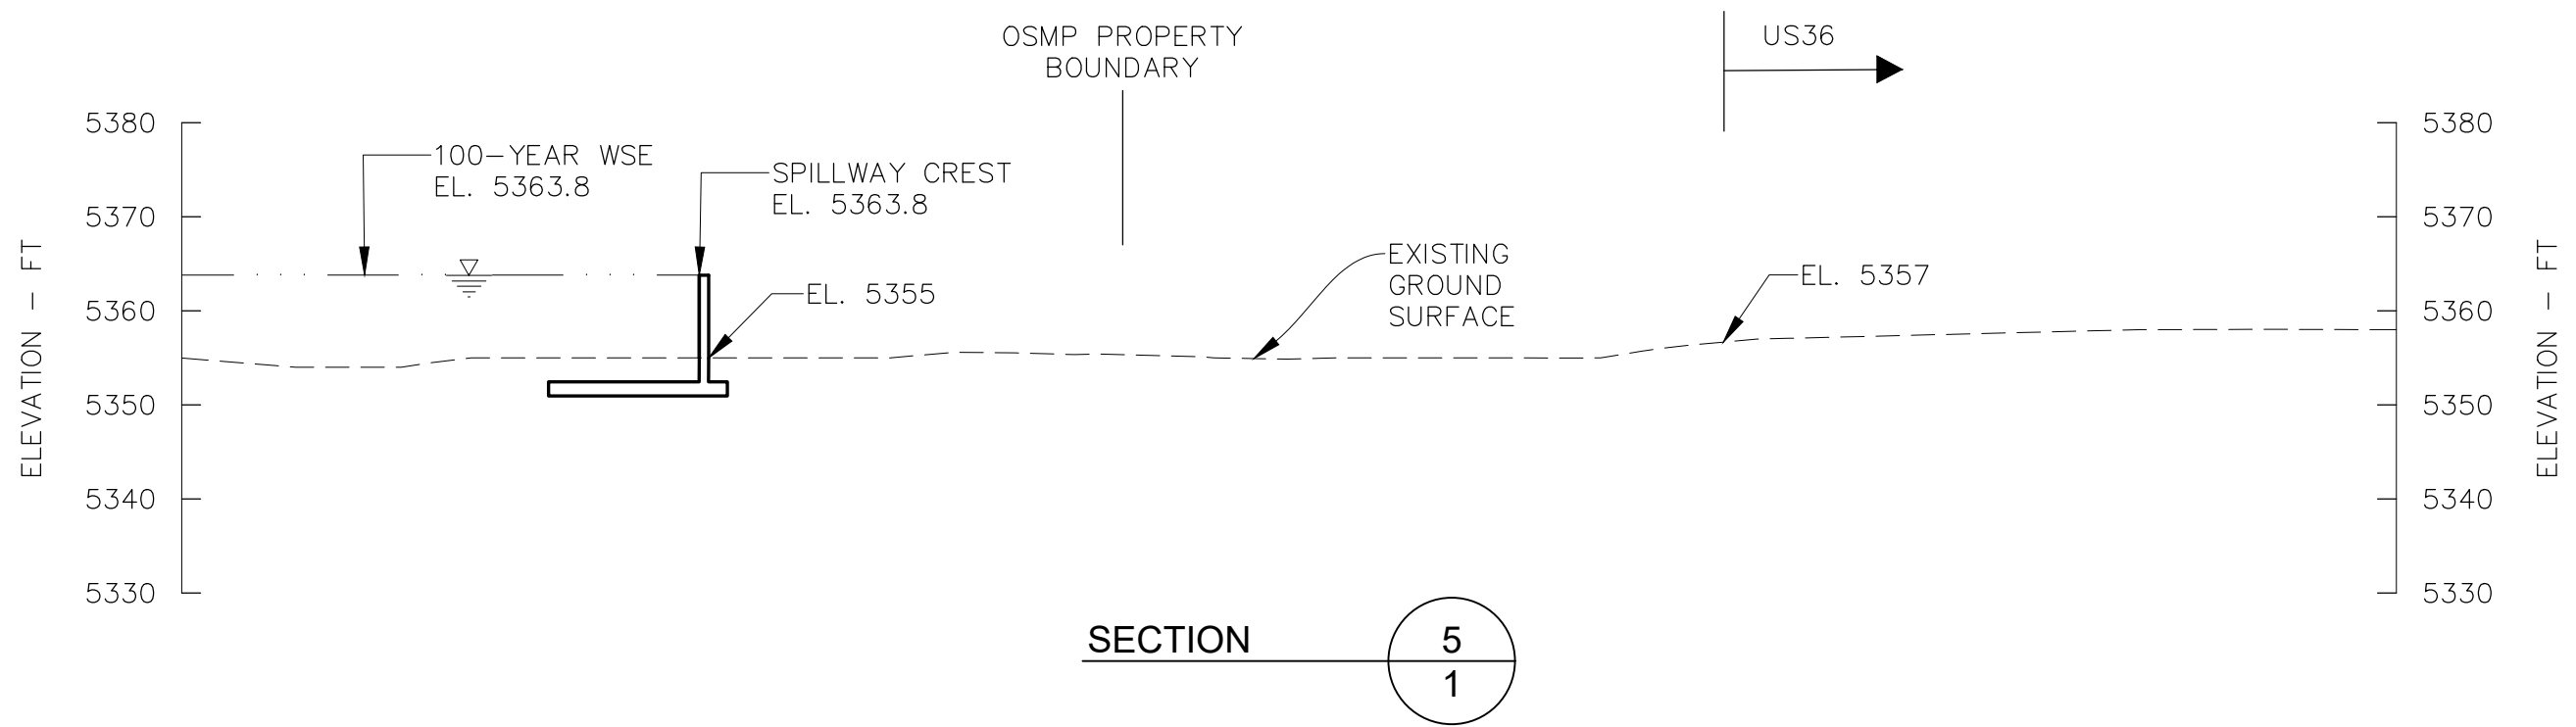 OSMP PROPERTY
BOUNDARY
US36
5380
5370
5360
5350
5340
5330
ELEVATION - FT
100-YEAR WSE
EL. 5363.8
SPILLWAY CREST
EL. 5363.8
EL. 5355
EXISTING
GROUND
SURFACE
EL. 5357
5380
5370
5360
5350
5340
5330
ELEVATION - FT
SECTION
5
1